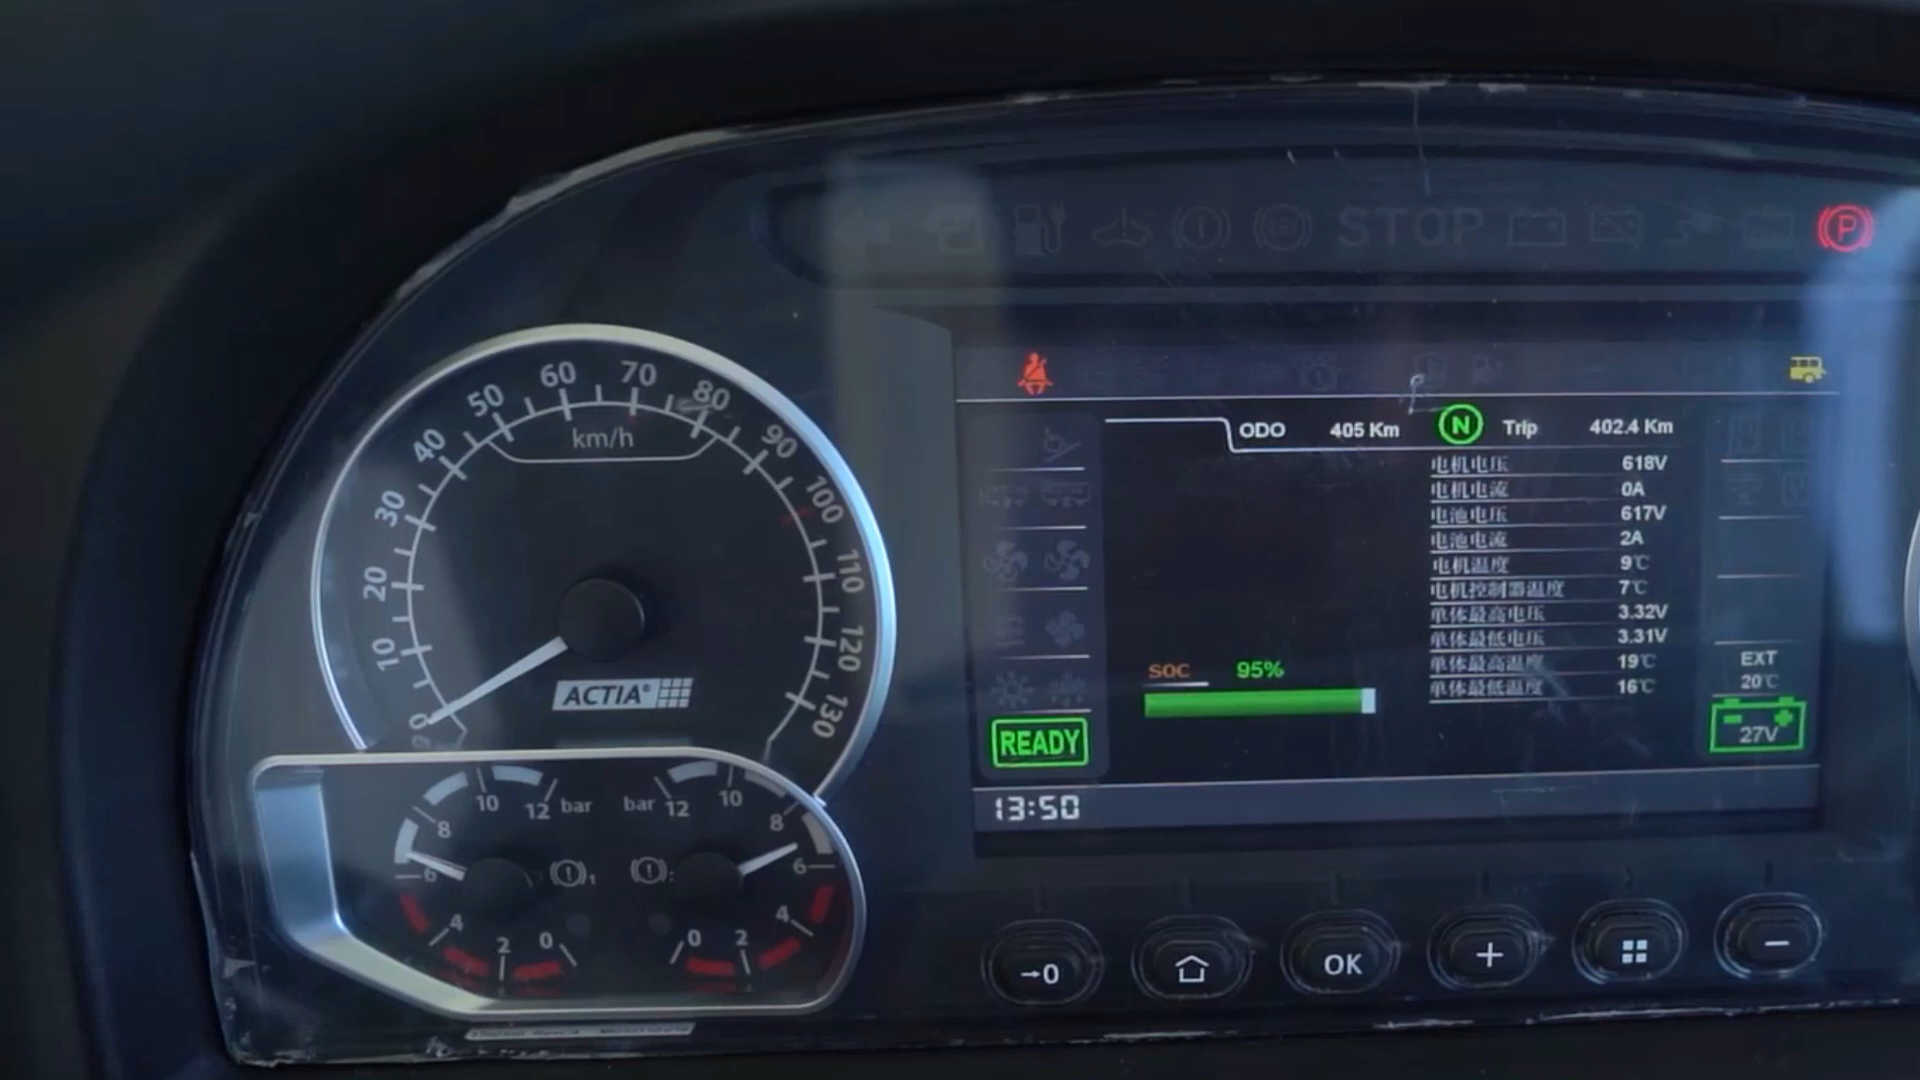 STOP
P
10
20
30
40
50
60
70
80
90
100
110
120
130
0
km/h
ACTIA®
ODO 405 Km N Trip 402.4 Km
电机电压 618V
电机电流 0A
电池电压 617V
电池电流 2A
电机温度 9℃
电机控制器温度 7℃
单体最高电压 3.32V
单体最低电压 3.31V
单体最高温度 19℃
单体最低温度 16℃
SOC 95%
EXT
20℃
27V
READY
13:50
0 2 4 6 8 10 12 bar
bar 12 10 8 6 4 2 0
→0
OK
+
−